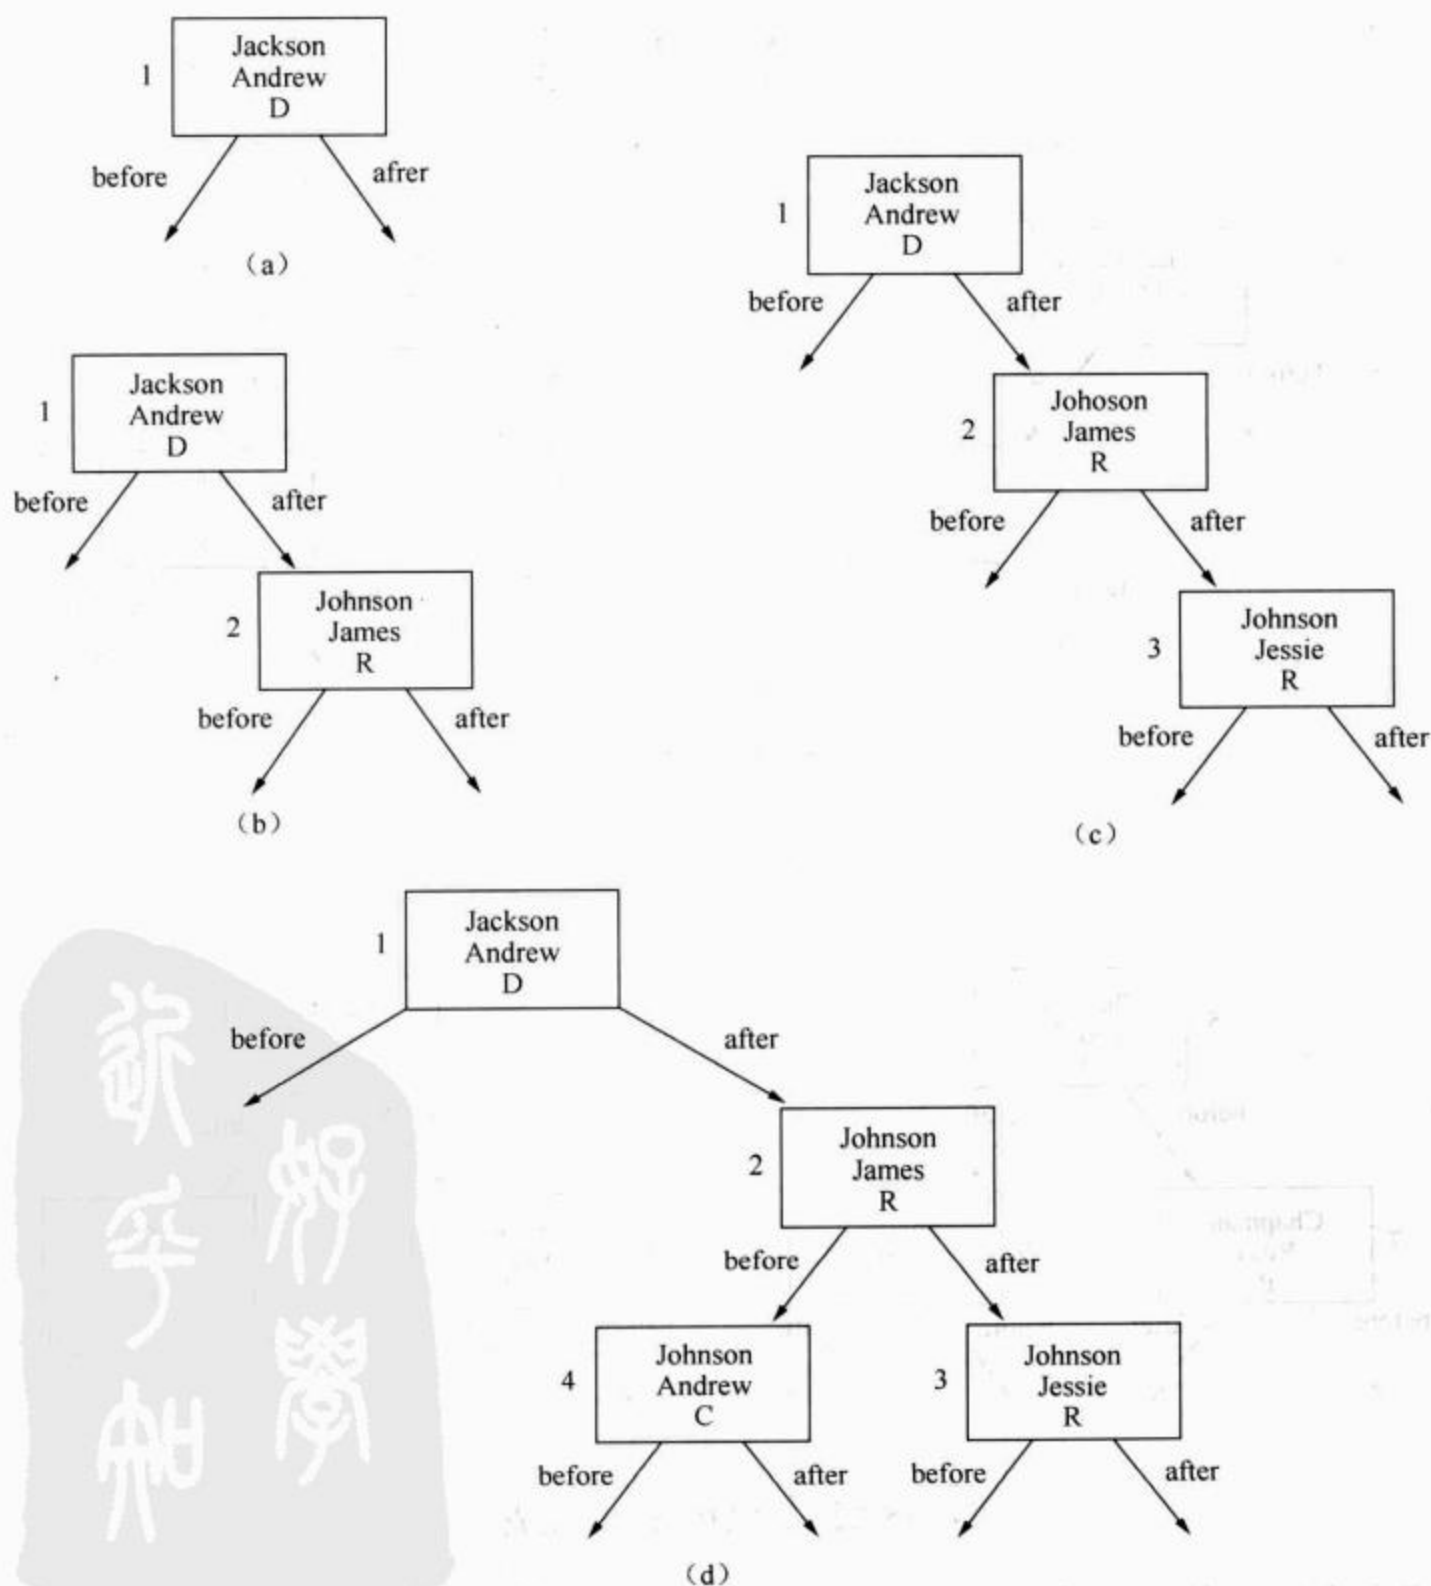 1
Jackson
Andrew
D
before
afrer
(a)
1
Jackson
Andrew
D
before
after
2
Johnson
James
R
before
after
(b)
1
Jackson
Andrew
D
before
after
2
Johoson
James
R
before
after
3
Johnson
Jessie
R
before
after
(c)
1
Jackson
Andrew
D
before
after
2
Johnson
James
R
before
after
4
Johnson
Andrew
C
before
after
3
Johnson
Jessie
R
before
after
(d)